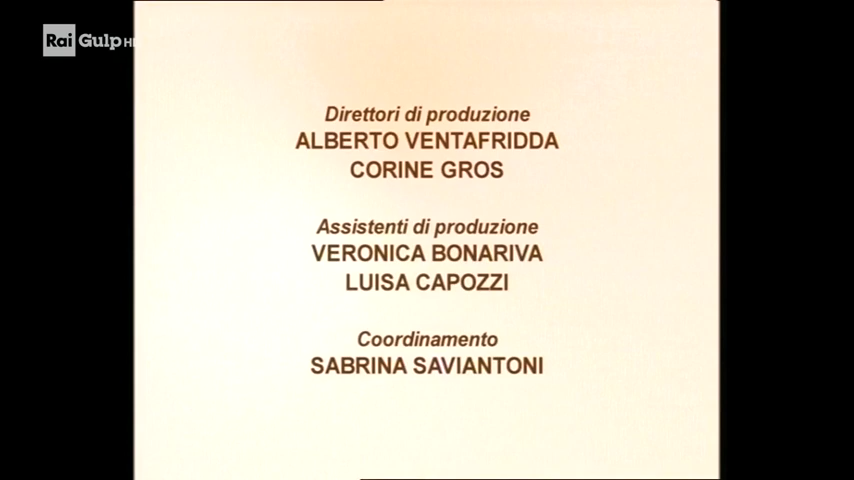 Rai Gulp HD
Direttori di produzione
ALBERTO VENTAFRIDDA
CORINE GROS
Assistenti di produzione
VERONICA BONARIVA
LUISA CAPOZZI
Coordinamento
SABRINA SAVIANTONI